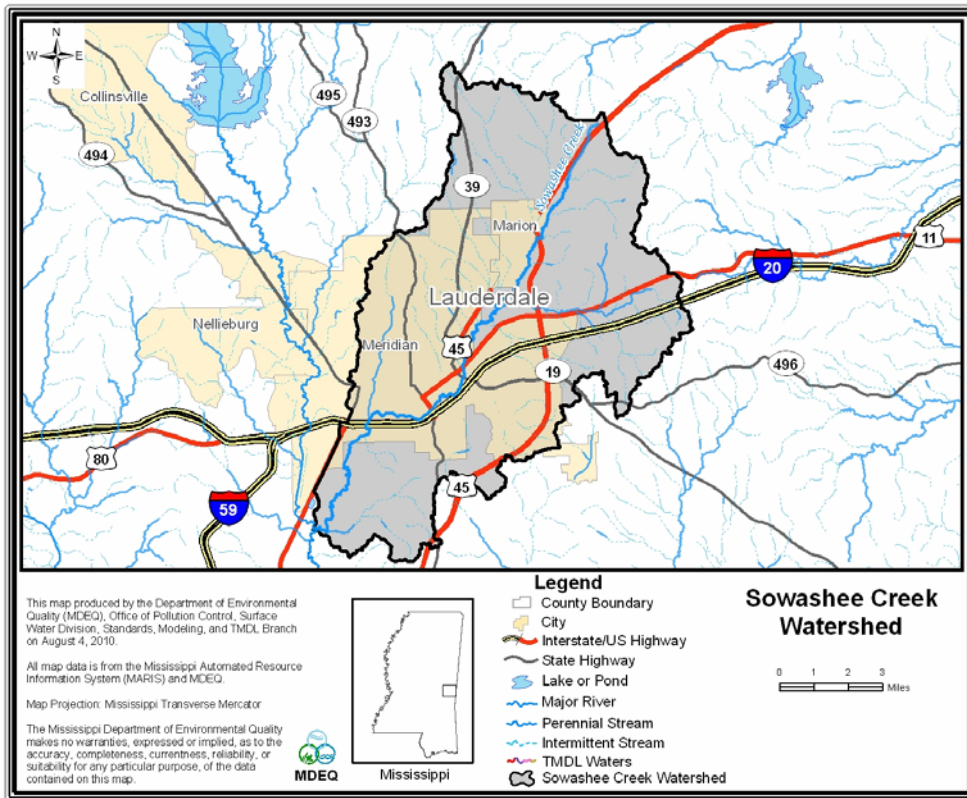 N
W E
S
Collinsville
495
493
494
39
Sowashee Creek
Marion
11
20
Lauderdale
Nellieburg
Meridian
45
19
496
80
45
59
This map produced by the Department of Environmental
Quality (MDEQ), Office of Pollution Control, Surface
Water Division, Standards, Modeling, and TMDL Branch
on August 4, 2010.
All map data is from the Mississippi Automated Resource
Information System (MARIS) and MDEQ.
Map Projection: Mississippi Transverse Mercator
The Mississippi Department of Environmental Quality
makes no warranties, expressed or implied, as to the
accuracy, completeness, currentness, reliability, or
suitability for any particular purpose, of the data
contained on this map.
MDEQ
Mississippi
Legend
County Boundary
City
Interstate/US Highway
State Highway
Lake or Pond
Major River
Perennial Stream
Intermittent Stream
TMDL Waters
Sowashee Creek Watershed
Sowashee Creek
Watershed
0 1 2 3
Miles